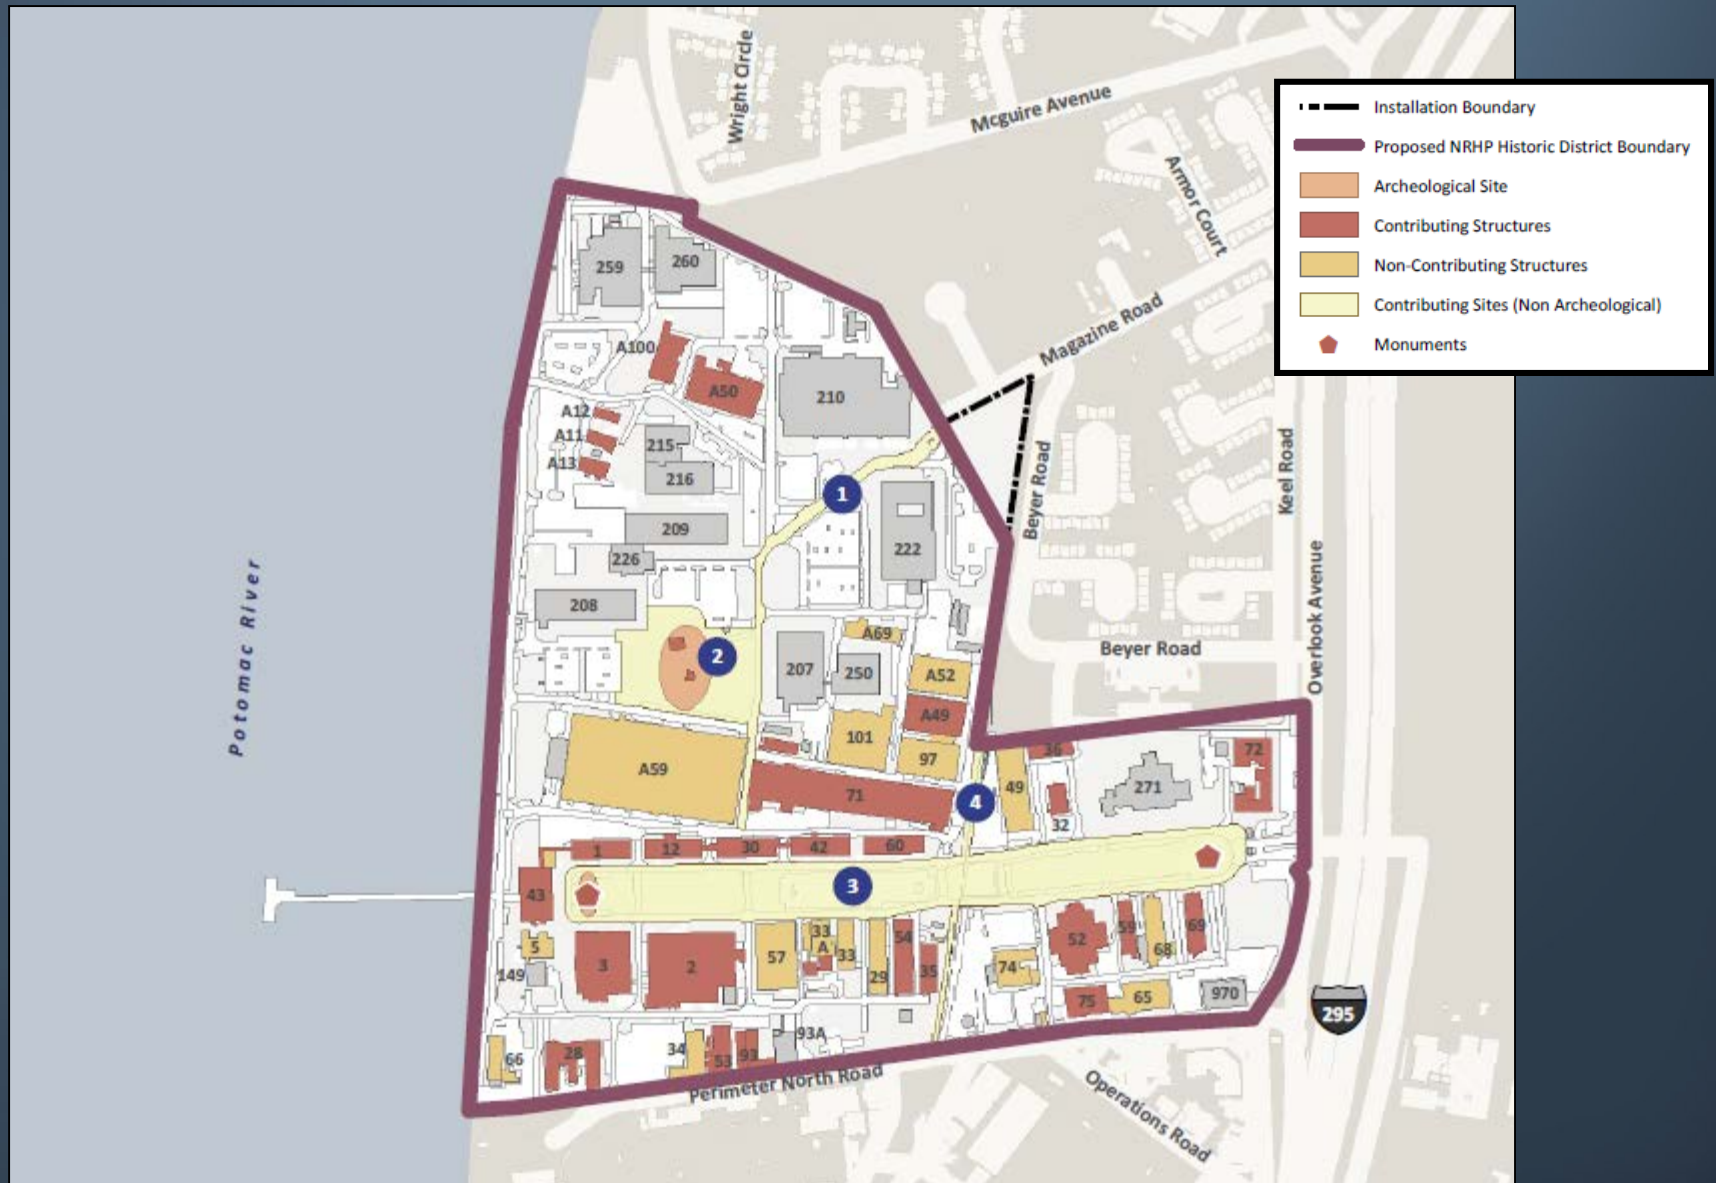 Wright Circle
Mcguire Avenue
Armor Court
Magazine Road
Beyer Road
Keel Road
Overlook Avenue
Beyer Road
Potomac River
Perimeter North Road
Operations Road
295
Installation Boundary
Proposed NRHP Historic District Boundary
Archeological Site
Contributing Structures
Non-Contributing Structures
Contributing Sites (Non Archeological)
Monuments
259
260
A100
A50
210
A12
A11
A13
215
216
1
209
226
222
208
2
A69
207
250
A52
A49
101
97
A59
71
4
49
36
32
271
72
1
12
30
42
60
3
43
5
149
3
2
57
33
A
33
29
54
35
74
52
59
68
69
75
65
970
66
28
34
53
93
93A